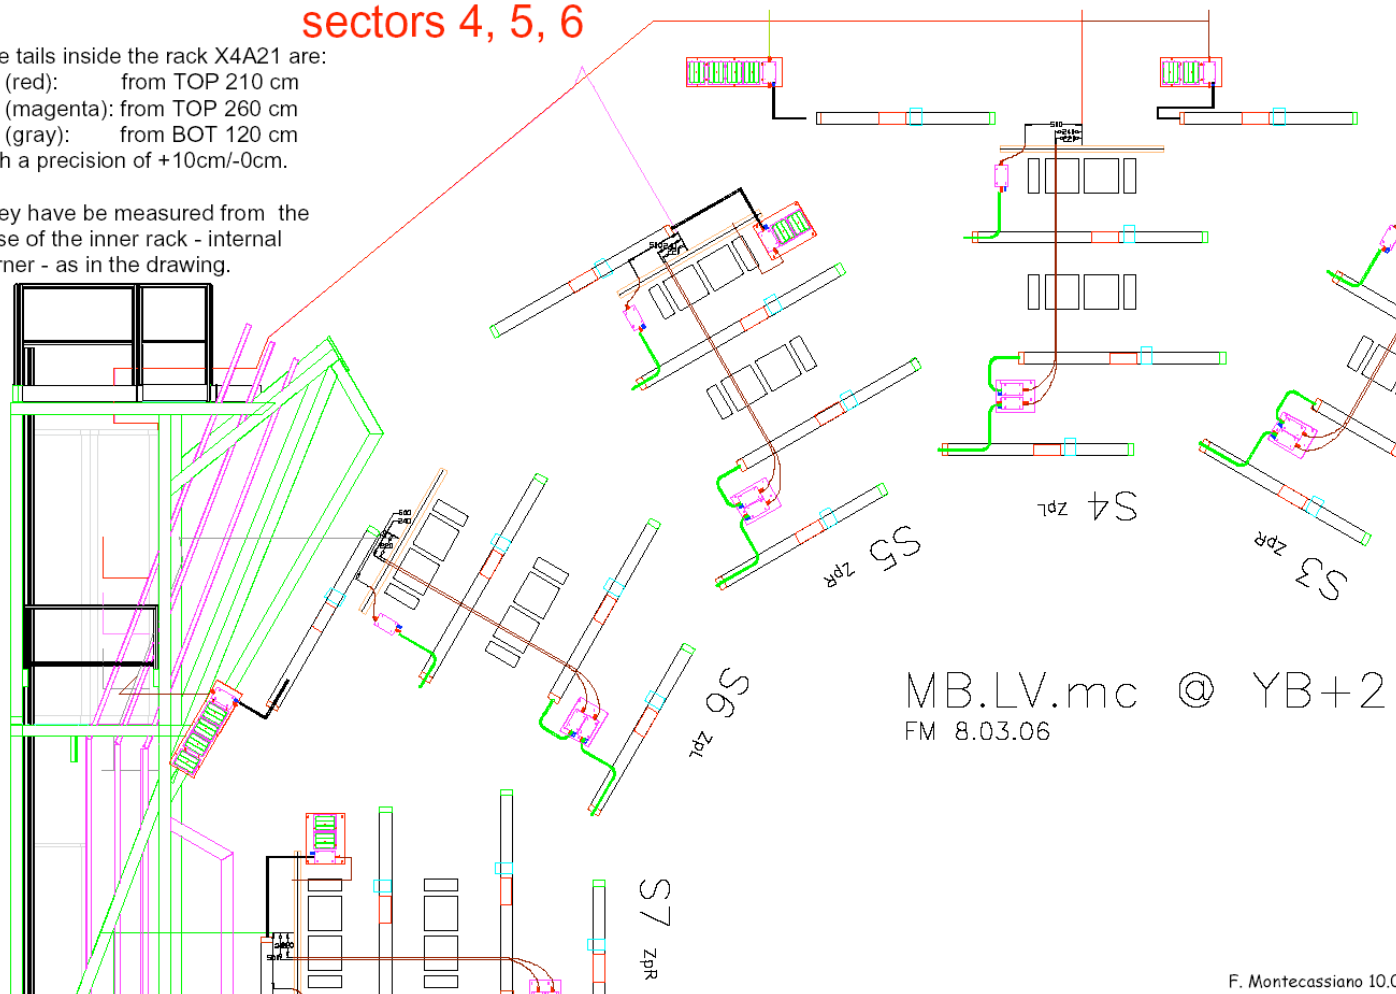 sectors 4, 5, 6
e tails inside the rack X4A21 are:
(red): from TOP 210 cm
(magenta): from TOP 260 cm
(gray): from BOT 120 cm
h a precision of +10cm/-0cm.
ey have be measured from the
se of the inner rack - internal
rner - as in the drawing.
510
510
S4 ZpL
S5 ZpR
S3 ZpR
S6 ZpL
S7 ZpR
MB.LV.mc @ YB+2
FM 8.03.06
F. Montecassiano 10.0